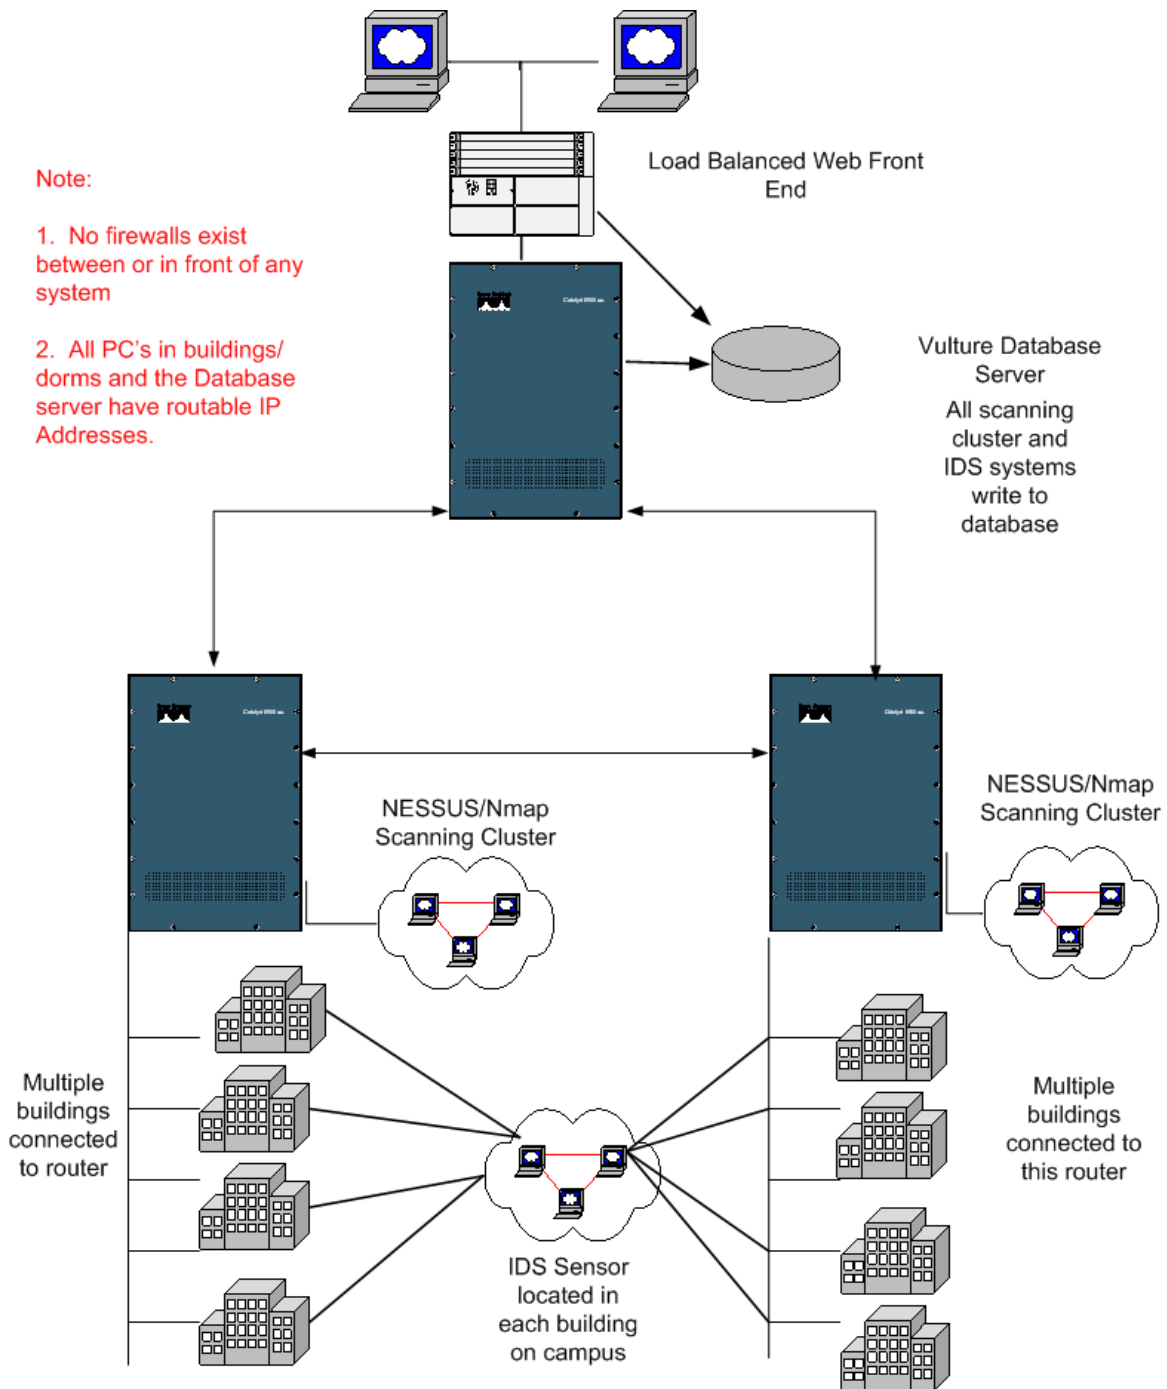 Load Balanced Web Front
End
Note:
1. No firewalls exist
between or in front of any
system
2. All PC's in buildings/
dorms and the Database
server have routable IP
Addresses.
Vulture Database
Server
All scanning
cluster and
IDS systems
write to
database
NESSUS/Nmap
Scanning Cluster
NESSUS/Nmap
Scanning Cluster
Multiple
buildings
connected
to router
Multiple
buildings
connected to
this router
IDS Sensor
located in
each building
on campus